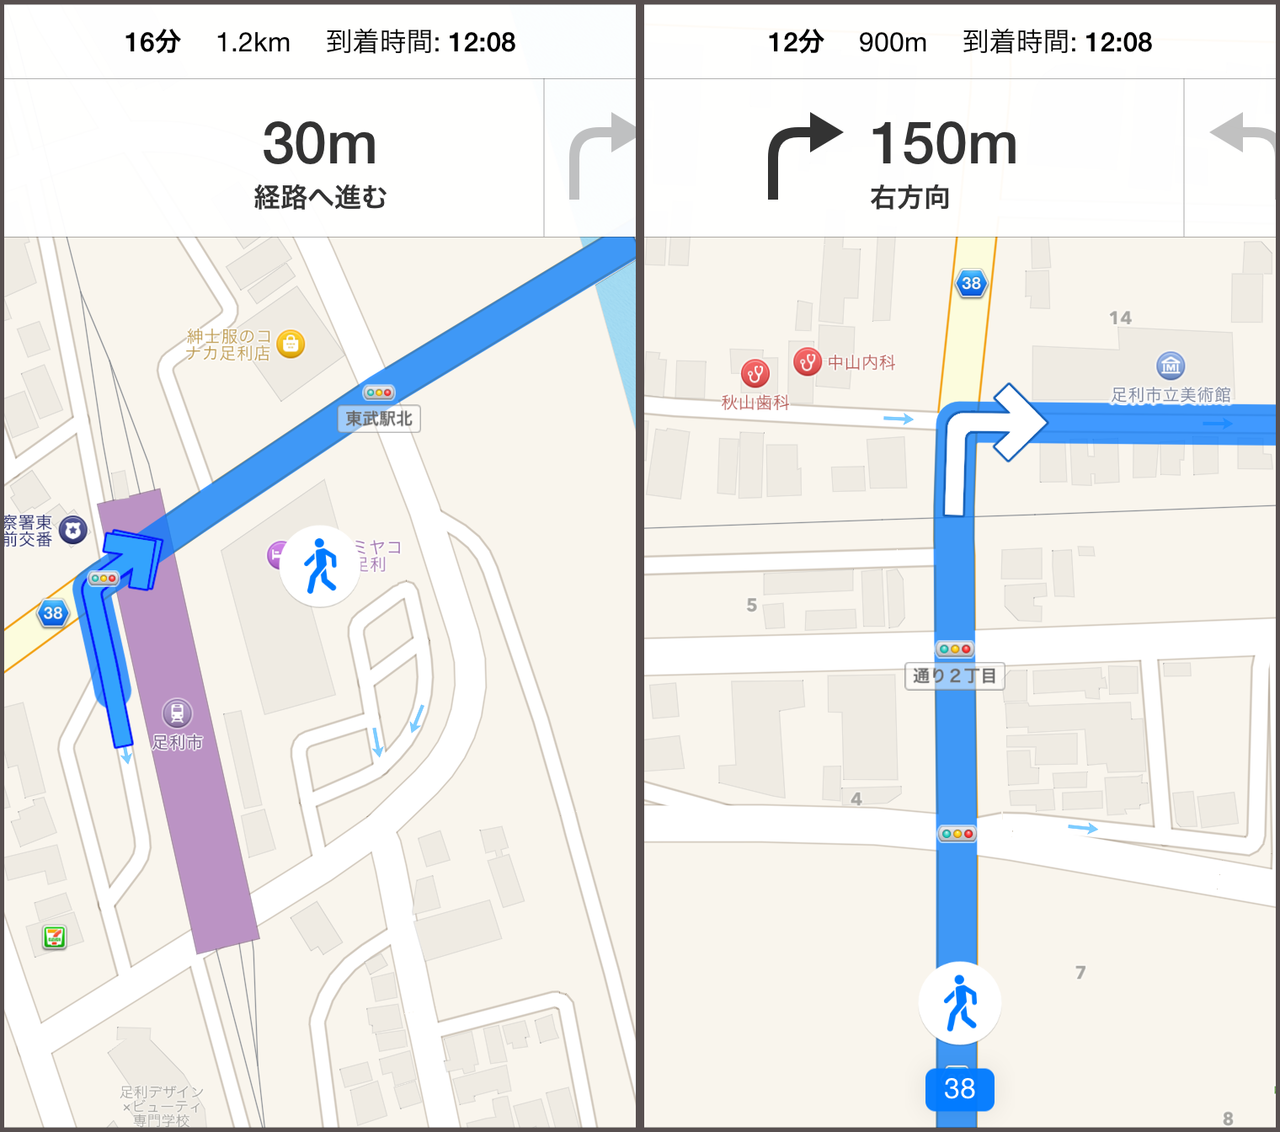 16分 1.2km 到着時間: 12:08
30m
経路へ進む
紳士服のコ
ナカ足利店
東武駅北
察署東
前交番
ミヤコ
足利
38
足利市
足利デザイン
×ビューティ
専門学校
12分 900m 到着時間: 12:08
150m
右方向
38
14
中山内科
秋山歯科
足利市立美術館
5
通り2丁目
4
7
38
8